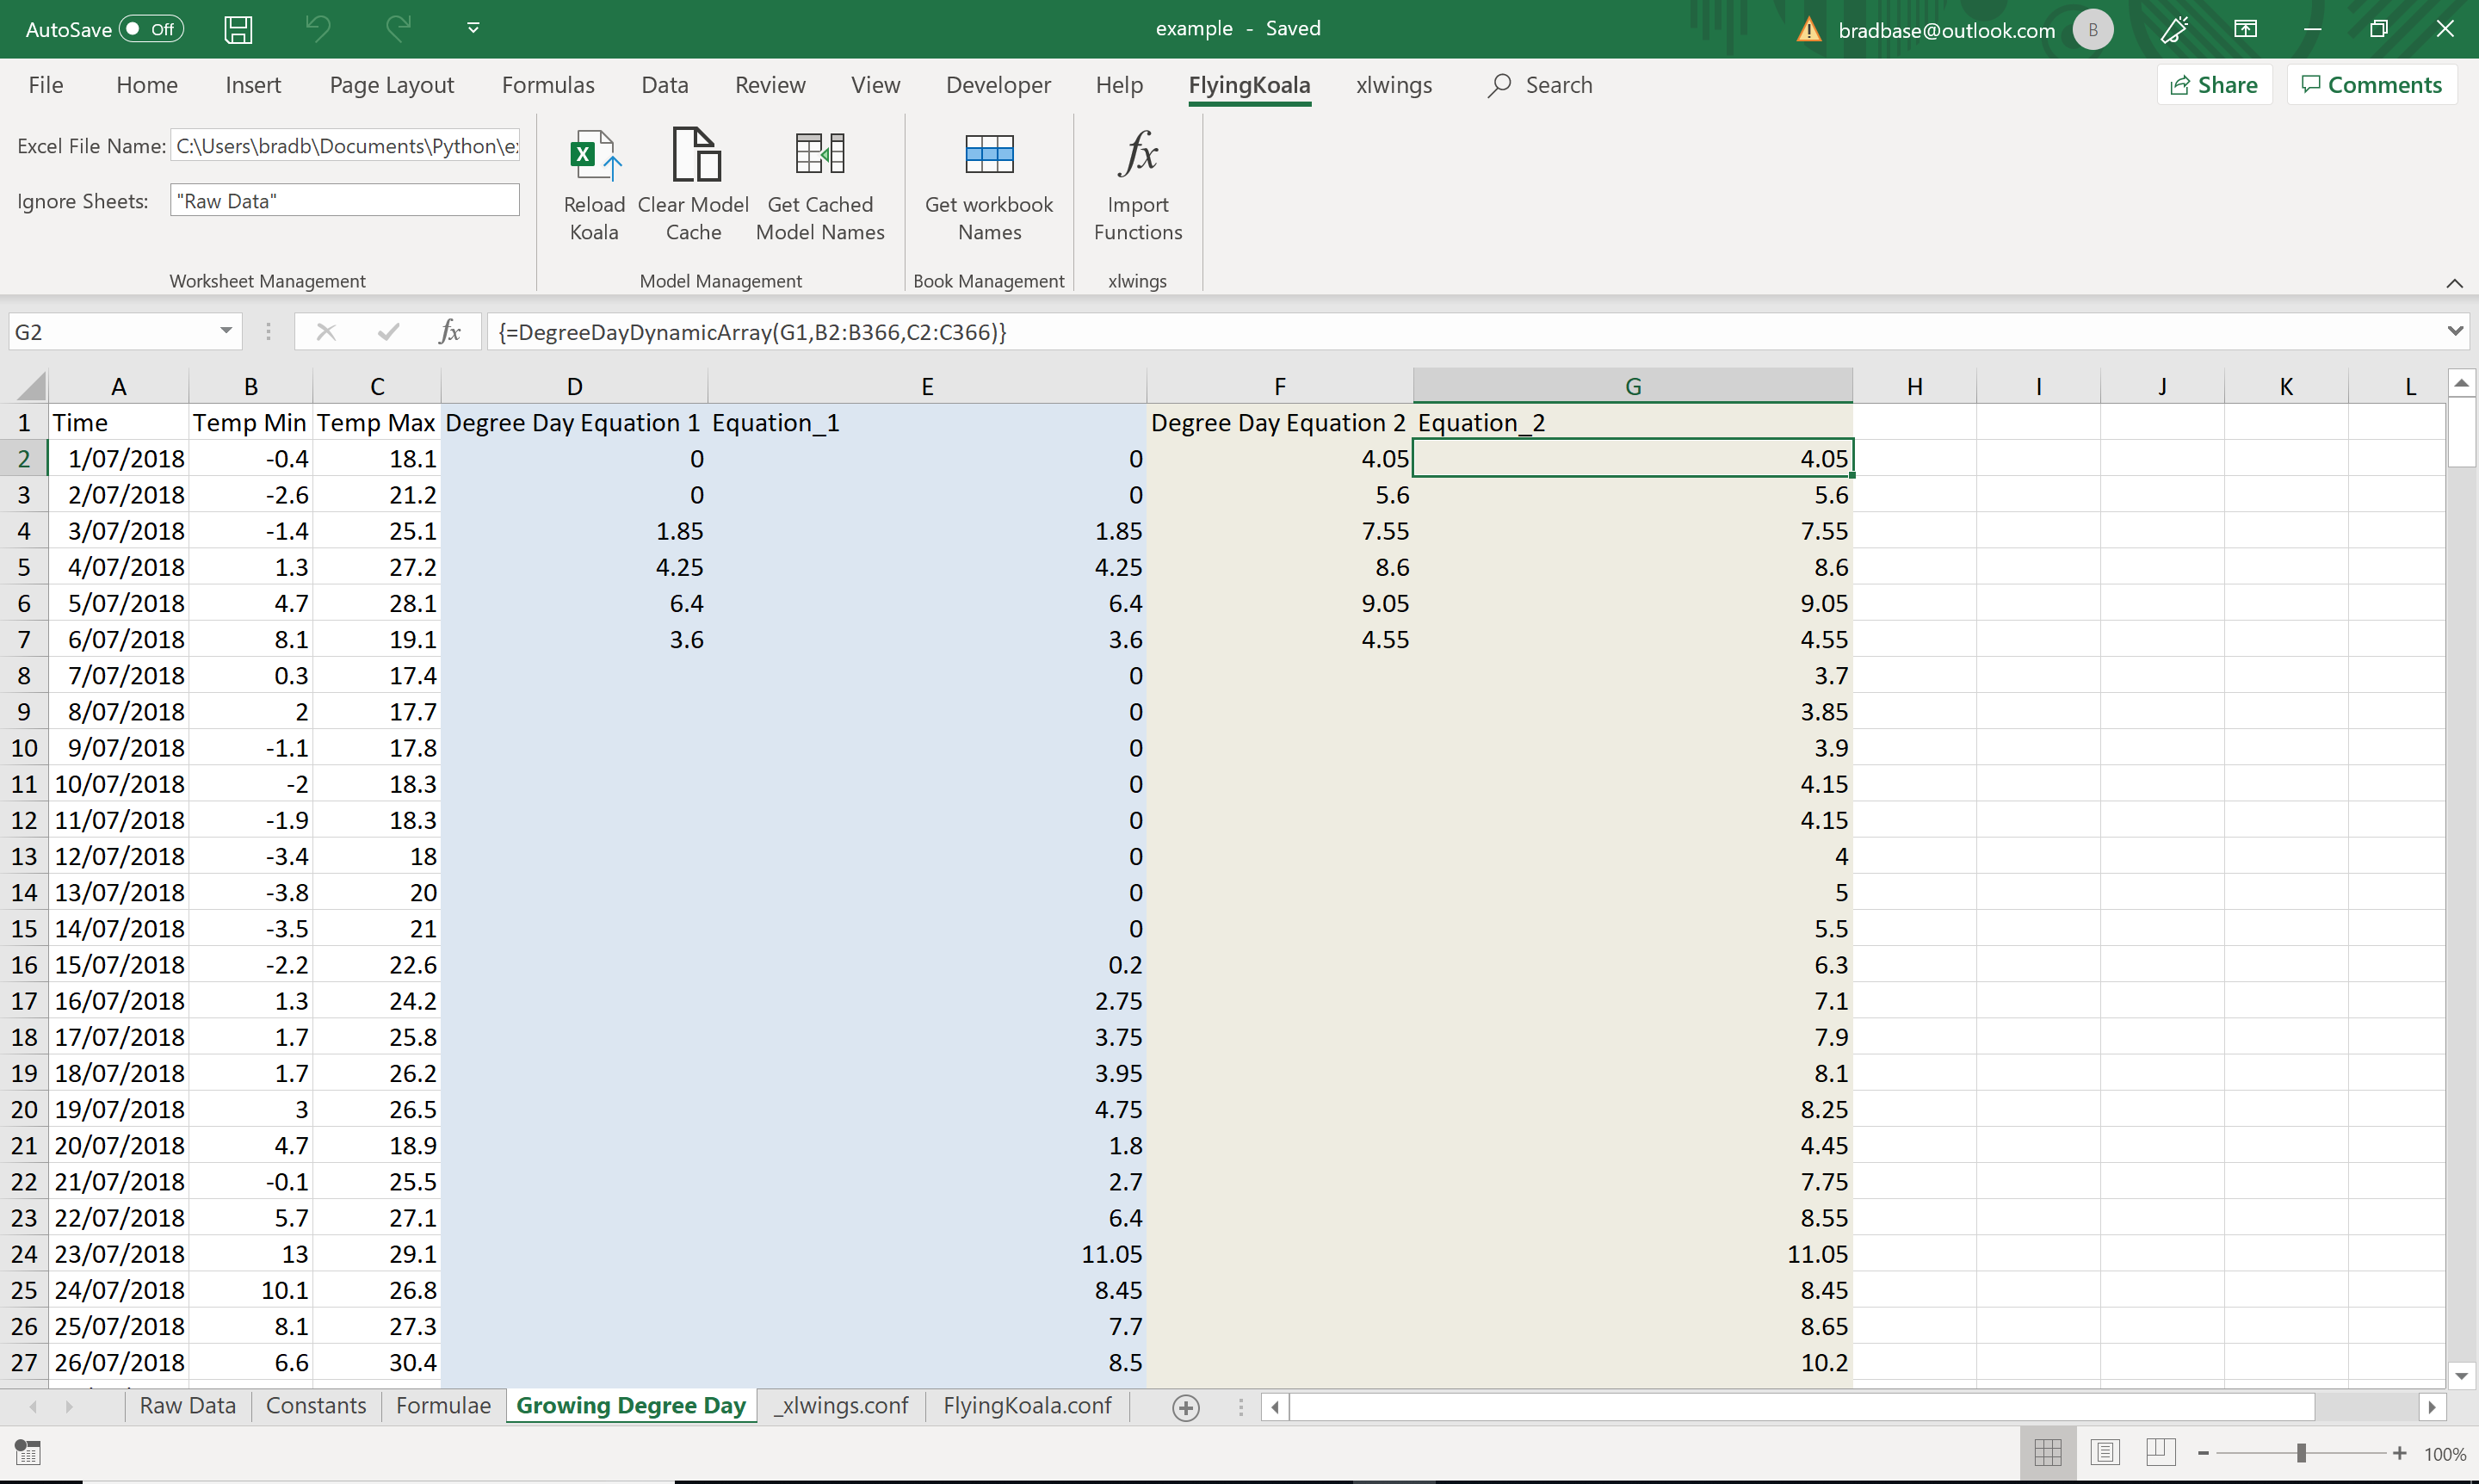 AutoSave Off example - Saved bradbase@outlook.com B
File Home Insert Page Layout Formulas Data Review View Developer Help FlyingKoala xlwings Search Share Comments
Excel File Name: C:\Users\bradb\Documents\Python\ex
Ignore Sheets: "Raw Data"
Reload Koala
Clear Model Cache
Get Cached Model Names
Get workbook Names
Import Functions
Worksheet Management Model Management Book Management xlwings
G2 fx {=DegreeDayDynamicArray(G1,B2:B366,C2:C366)}
A B C D E F G H I J K L
1 Time Temp Min Temp Max Degree Day Equation 1 Equation_1 Degree Day Equation 2 Equation_2
2 1/07/2018 -0.4 18.1 0 0 4.05 4.05
3 2/07/2018 -2.6 21.2 0 0 5.6 5.6
4 3/07/2018 -1.4 25.1 1.85 1.85 7.55 7.55
5 4/07/2018 1.3 27.2 4.25 4.25 8.6 8.6
6 5/07/2018 4.7 28.1 6.4 6.4 9.05 9.05
7 6/07/2018 8.1 19.1 3.6 3.6 4.55 4.55
8 7/07/2018 0.3 17.4 0 3.7
9 8/07/2018 2 17.7 0 3.85
10 9/07/2018 -1.1 17.8 0 3.9
11 10/07/2018 -2 18.3 0 4.15
12 11/07/2018 -1.9 18.3 0 4.15
13 12/07/2018 -3.4 18 0 4
14 13/07/2018 -3.8 20 0 5
15 14/07/2018 -3.5 21 0 5.5
16 15/07/2018 -2.2 22.6 0.2 6.3
17 16/07/2018 1.3 24.2 2.75 7.1
18 17/07/2018 1.7 25.8 3.75 7.9
19 18/07/2018 1.7 26.2 3.95 8.1
20 19/07/2018 3 26.5 4.75 8.25
21 20/07/2018 4.7 18.9 1.8 4.45
22 21/07/2018 -0.1 25.5 2.7 7.75
23 22/07/2018 5.7 27.1 6.4 8.55
24 23/07/2018 13 29.1 11.05 11.05
25 24/07/2018 10.1 26.8 8.45 8.45
26 25/07/2018 8.1 27.3 7.7 8.65
27 26/07/2018 6.6 30.4 8.5 10.2
Raw Data Constants Formulae Growing Degree Day _xlwings.conf FlyingKoala.conf
100%